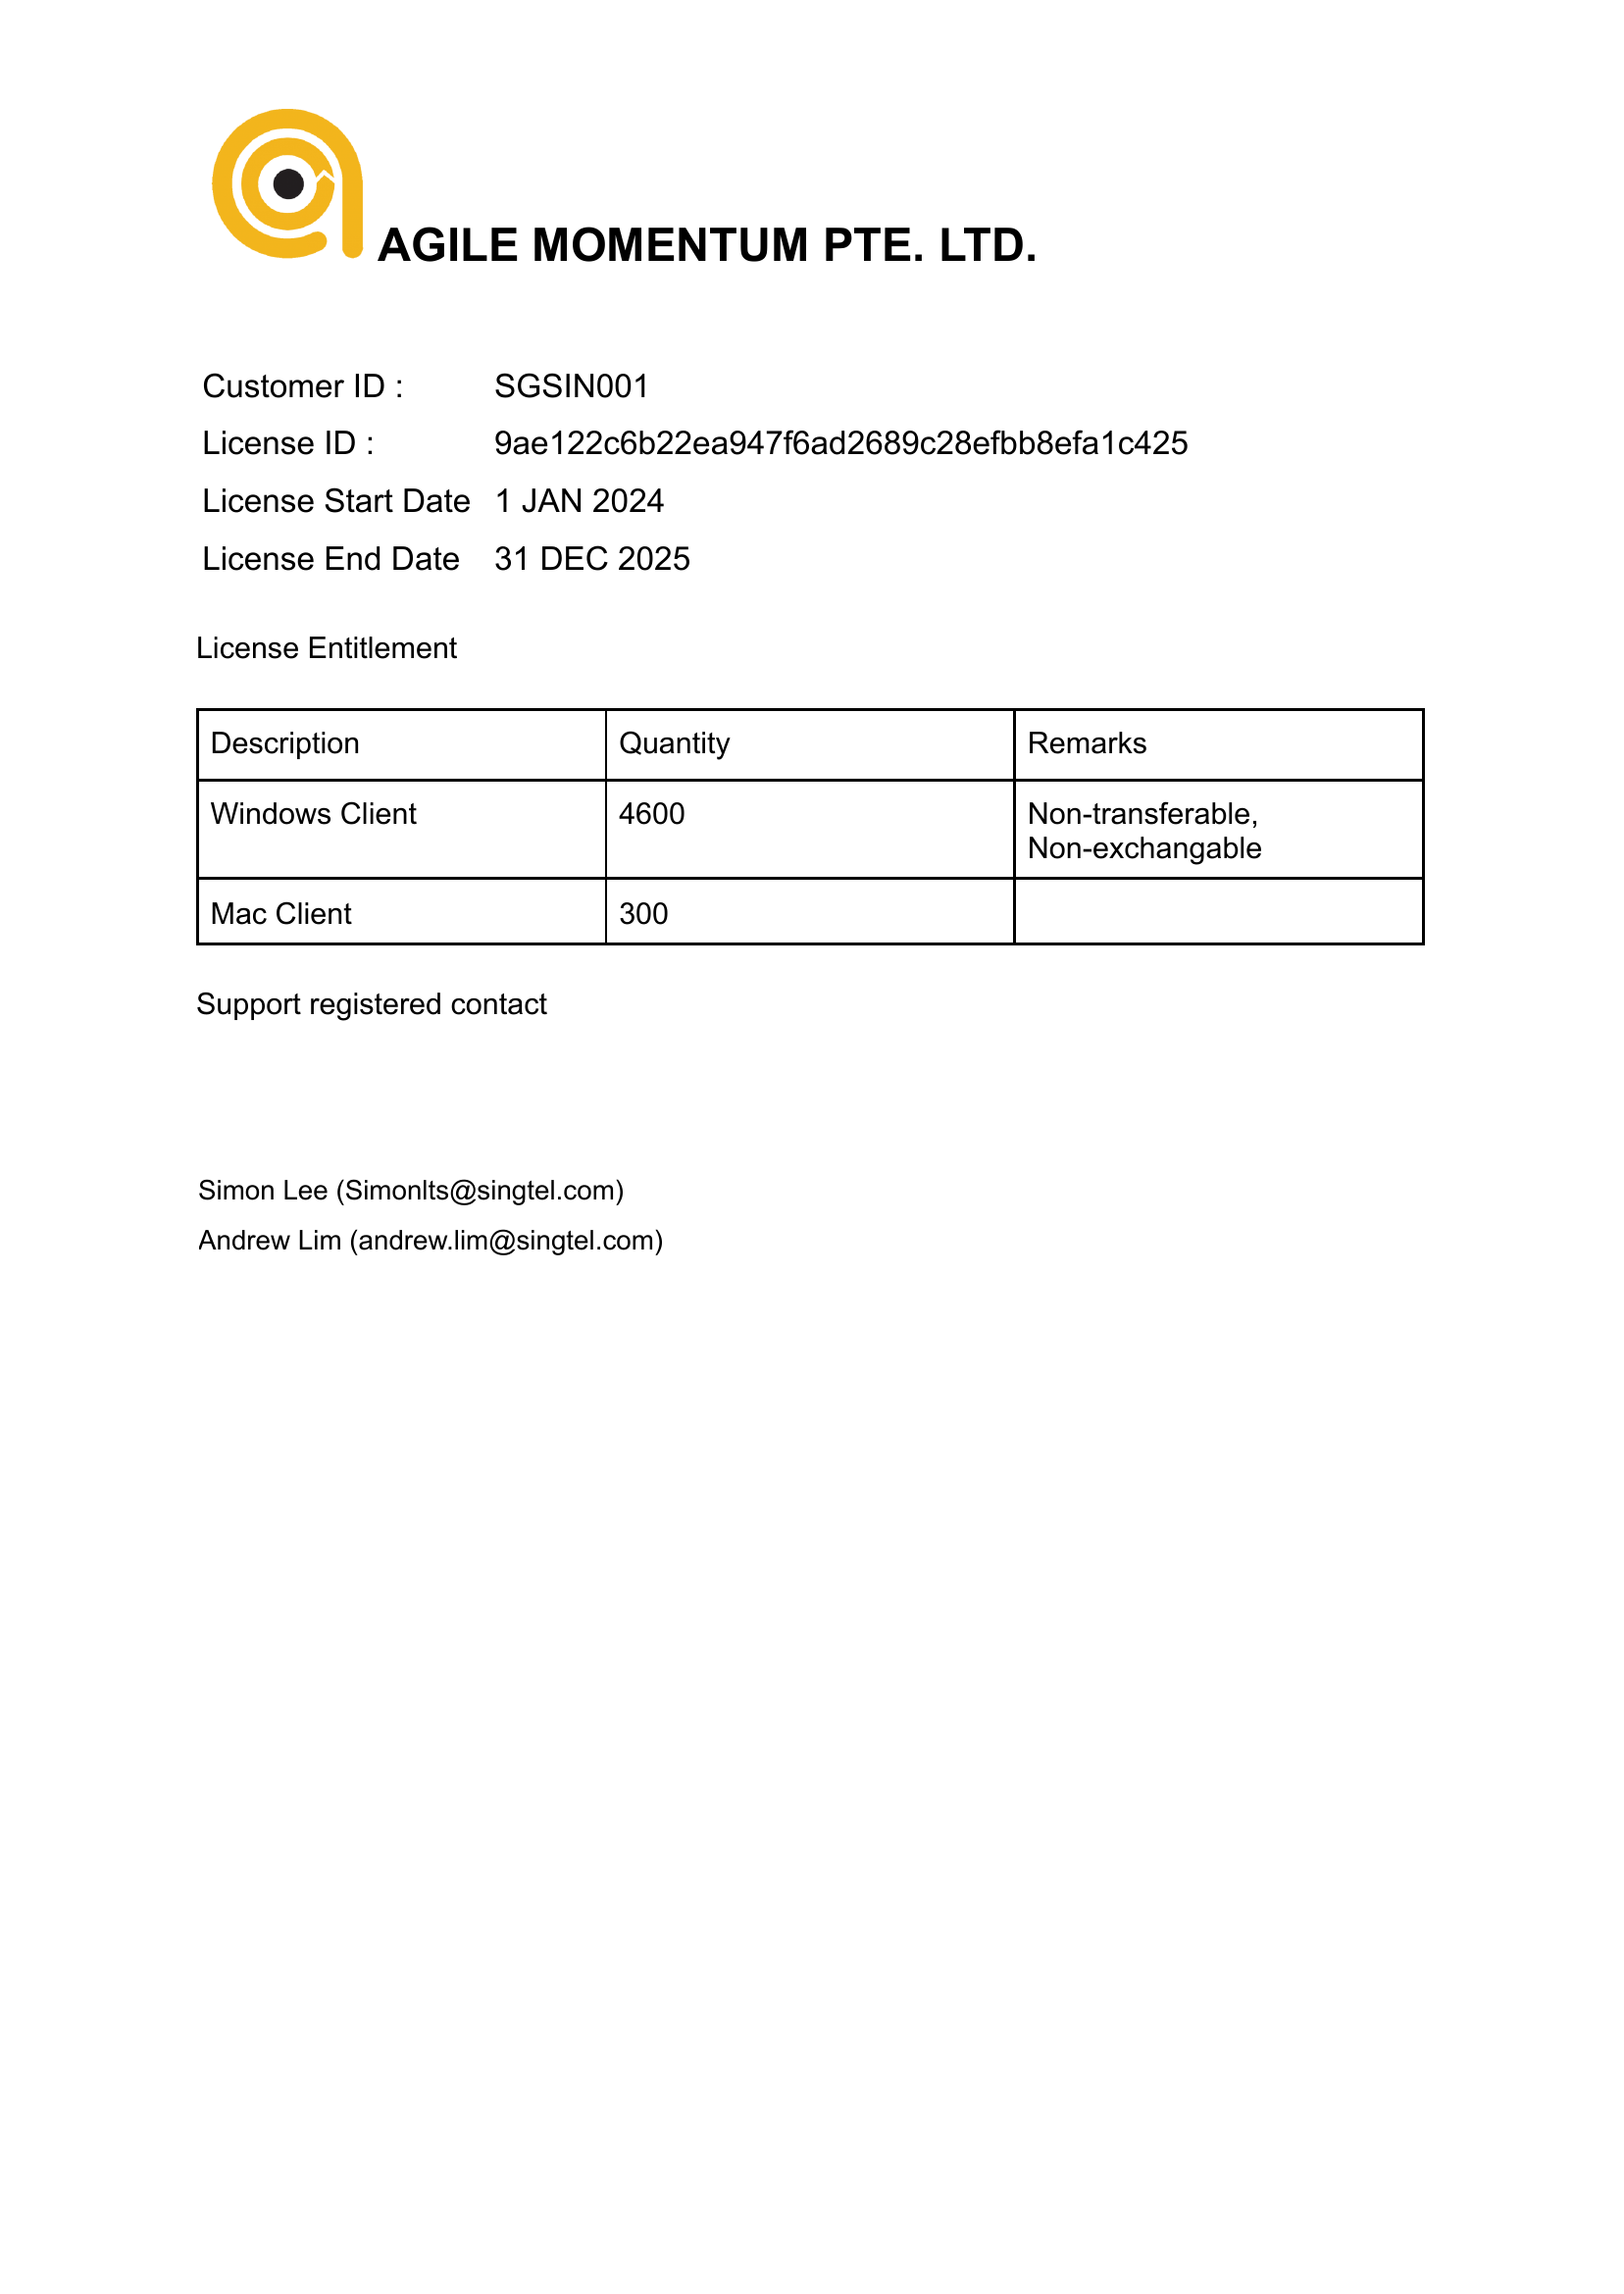 AGILE MOMENTUM PTE. LTD.
Customer ID : SGSIN001
License ID : 9ae122c6b22ea947f6ad2689c28efbb8efa1c425
License Start Date 1 JAN 2024
License End Date 31 DEC 2025
License Entitlement
Description Quantity Remarks
Windows Client 4600 Non-transferable,
Non-exchangable
Mac Client 300
Support registered contact
Simon Lee (Simonlts@singtel.com)
Andrew Lim (andrew.lim@singtel.com)